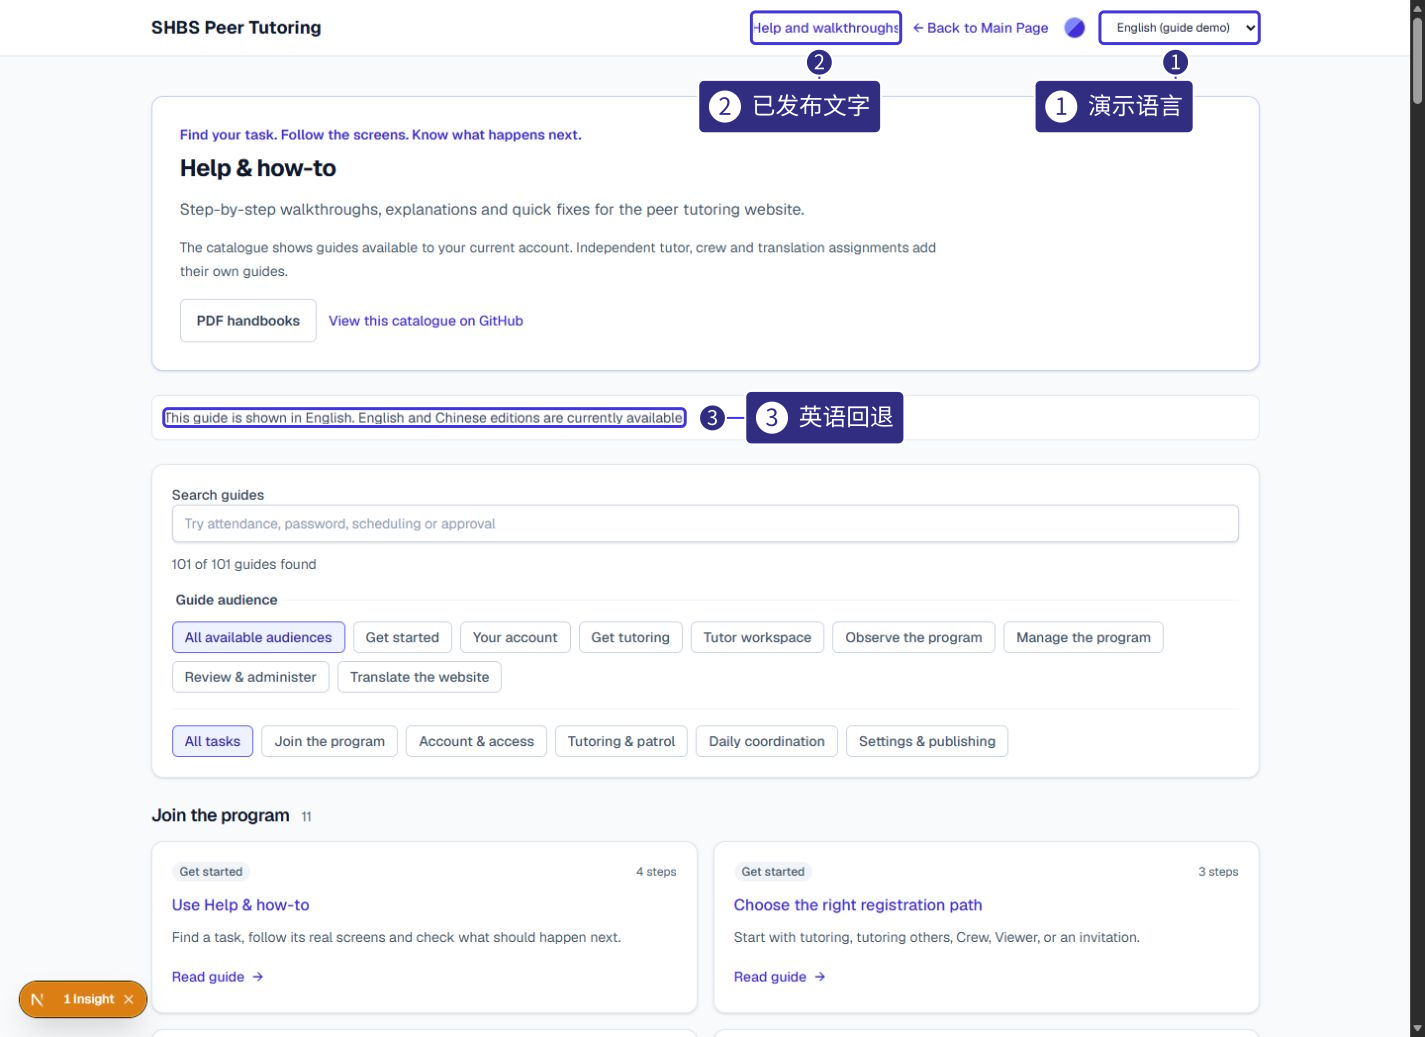 SHBS Peer Tutoring
Help and walkthroughs
← Back to Main Page
English (guide demo)
2
1
2 已发布文字
1 演示语言
Find your task. Follow the screens. Know what happens next.
Help & how-to
Step-by-step walkthroughs, explanations and quick fixes for the peer tutoring website.
The catalogue shows guides available to your current account. Independent tutor, crew and translation assignments add
their own guides.
PDF handbooks
View this catalogue on GitHub
This guide is shown in English. English and Chinese editions are currently available
3
3 英语回退
Search guides
Try attendance, password, scheduling or approval
101 of 101 guides found
Guide audience
All available audiences
Get started
Your account
Get tutoring
Tutor workspace
Observe the program
Manage the program
Review & administer
Translate the website
All tasks
Join the program
Account & access
Tutoring & patrol
Daily coordination
Settings & publishing
Join the program 11
Get started
4 steps
Use Help & how-to
Find a task, follow its real screens and check what should happen next.
Read guide →
Get started
3 steps
Choose the right registration path
Start with tutoring, tutoring others, Crew, Viewer, or an invitation.
Read guide →
N 1 Insight ×